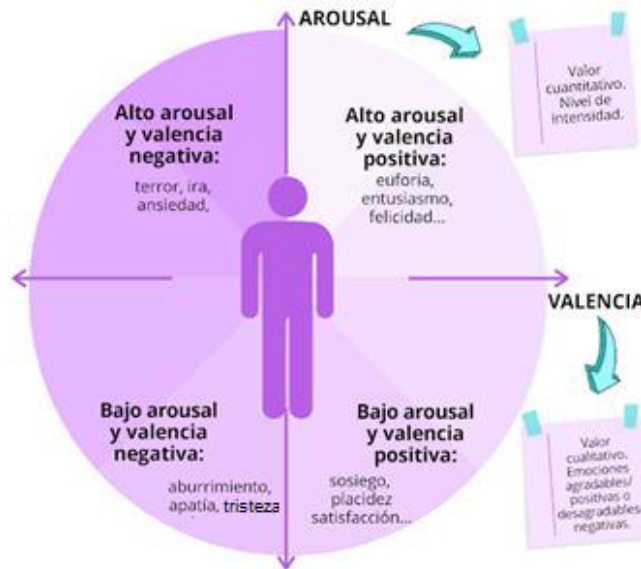 AROUSAL
Valor
cuantitativo.
Nivel de
intensidad.
Alto arousal
y valencia
negativa:
terror, ira,
ansiedad,
Alto arousal
y valencia
positiva:
euforia,
entusiasmo,
felicidad...
VALENCIA
Bajo arousal
y valencia
negativa:
aburrimiento,
apatía, tristeza
Bajo arousal
y valencia
positiva:
sosiego,
placidez
satisfacción...
Valor
cualitativo.
Emociones
agradables/
positivas o
desagradables
negativas.